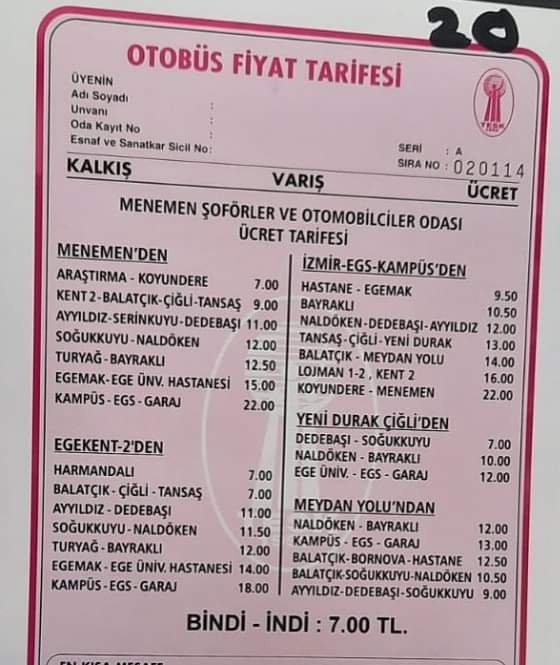 20
OTOBÜS FİYAT TARİFESİ
ÜYENİN
Adı Soyadı :
Unvanı :
Oda Kayıt No :
Esnaf ve Sanatkar Sicil No :
TESK
SERİ : A
SIRA NO : 020114
KALKIŞ VARIŞ ÜCRET
MENEMEN ŞOFÖRLER VE OTOMOBİLCİLER ODASI
ÜCRET TARİFESİ
MENEMEN'DEN
ARAŞTIRMA - KOYUNDERE 7.00
KENT 2-BALATÇIK-ÇİĞLİ-TANSAŞ 9.00
AYYILDIZ-SERİNKUYU-DEDEBAŞI 11.00
SOĞUKKUYU-NALDÖKEN 12.00
TURYAĞ-BAYRAKLI 12.50
EGEMAK-EGE ÜNV. HASTANESİ 15.00
KAMPÜS - EGS - GARAJ 22.00
EGEKENT-2'DEN
HARMANDALI 7.00
BALATÇIK - ÇİĞLİ - TANSAŞ 7.00
AYYILDIZ - DEDEBAŞI 11.00
SOĞUKKUYU-NALDÖKEN 11.50
TURYAĞ - BAYRAKLI 12.00
EGEMAK - EGE ÜNV. HASTANESİ 14.00
KAMPÜS-EGS-GARAJ 18.00
İZMİR-EGS-KAMPÜS'DEN
HASTANE - EGEMAK 9.50
BAYRAKLI 10.50
NALDÖKEN-DEDEBAŞI-AYYILDIZ 12.00
TANSAŞ-ÇİĞLİ-YENİ DURAK 13.00
BALATÇIK - MEYDAN YOLU 14.00
LOJMAN 1-2 , KENT 2 16.00
KOYUNDERE - MENEMEN 22.00
YENİ DURAK ÇİĞLİ'DEN
DEDEBAŞI - SOĞUKKUYU 7.00
NALDÖKEN - BAYRAKLI 10.00
EGE ÜNİV. - EGS - GARAJ 12.00
MEYDAN YOLU'NDAN
NALDÖKEN - BAYRAKLI 12.00
KAMPÜS - EGS - GARAJ 13.00
BALATÇIK-BORNOVA-HASTANE 12.50
BALATÇIK-SOĞUKKUYU-NALDÖKEN 10.50
AYYILDIZ-DEDEBAŞI-SOĞUKKUYU 9.00
BİNDİ - İNDİ : 7.00 TL.
EN KISA MESAFE